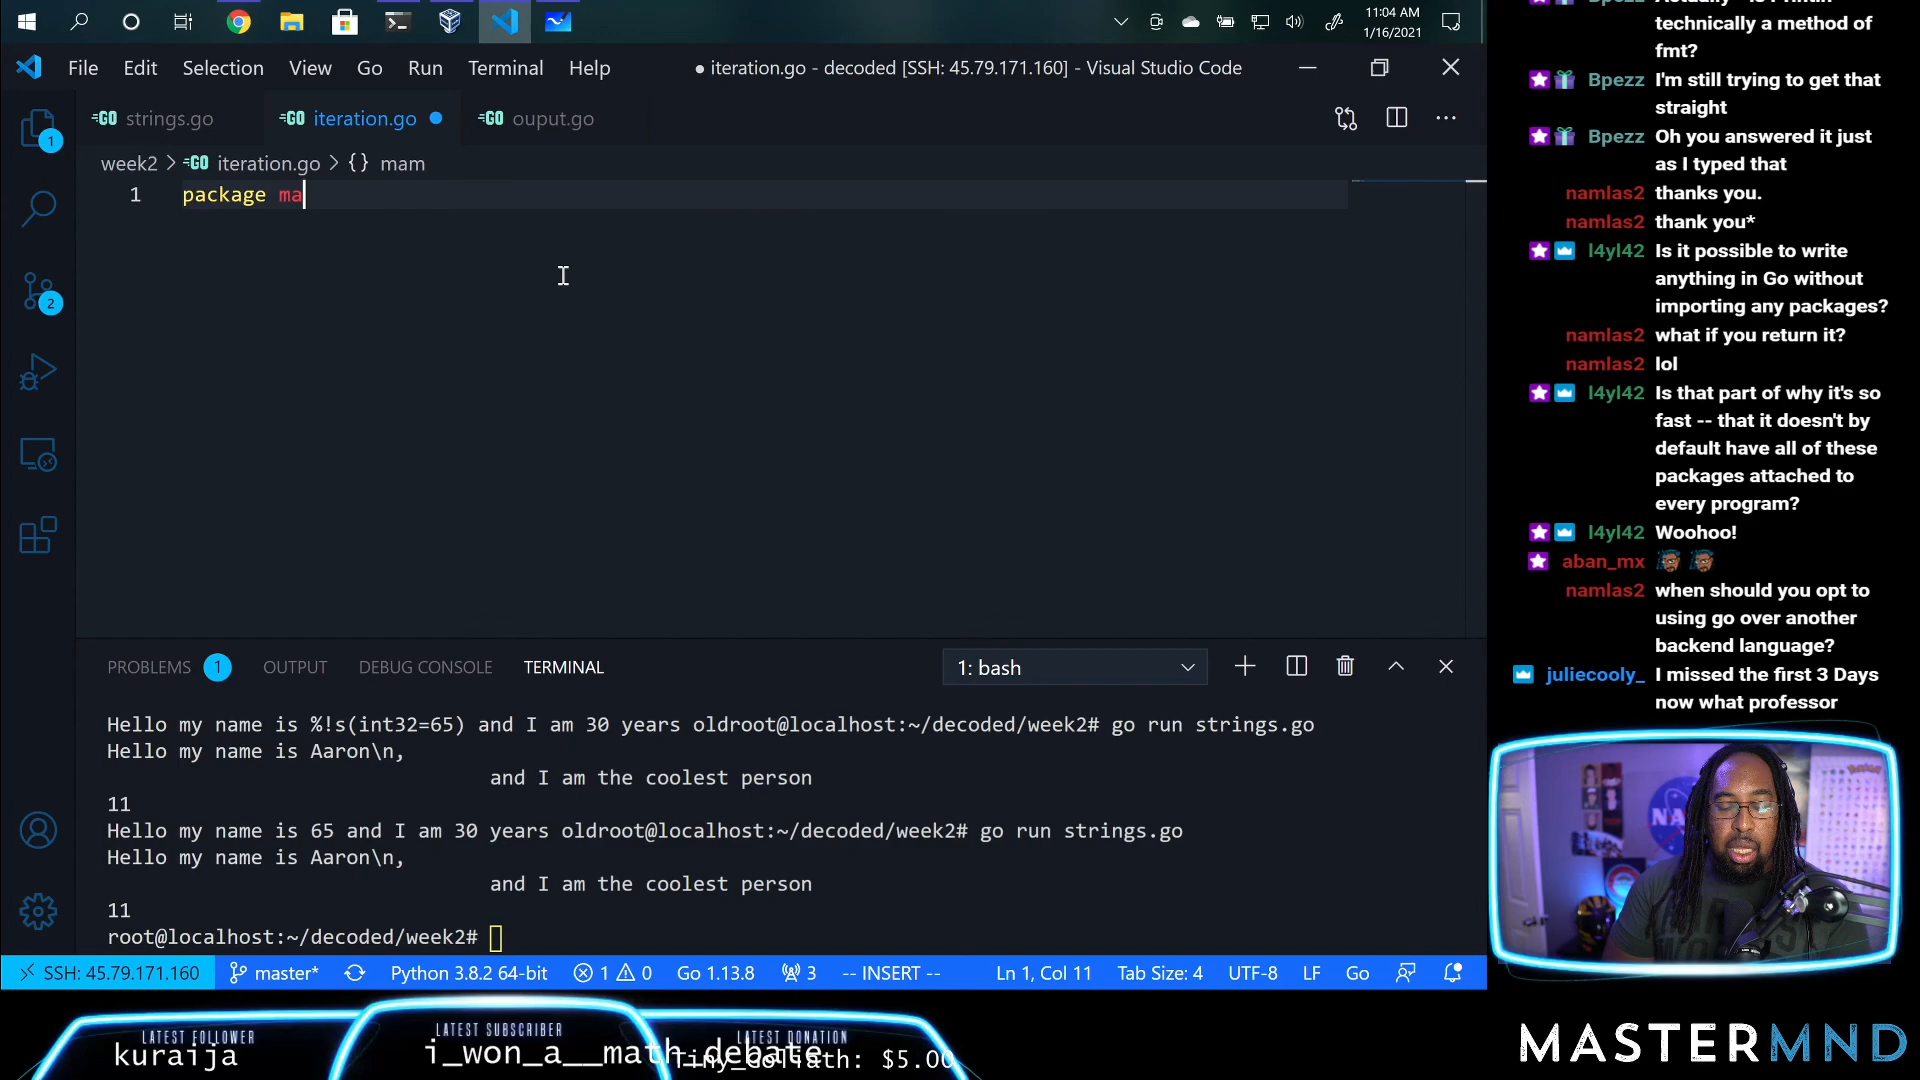 11:04 AM
1/16/2021
File Edit Selection View Go Run Terminal Help
● iteration.go - decoded [SSH: 45.79.171.160] - Visual Studio Code
GO strings.go GO iteration.go ● GO ouput.go
week2 > GO iteration.go > {} mam
1 package ma
PROBLEMS 1 OUTPUT DEBUG CONSOLE TERMINAL 1: bash
Hello my name is %!s(int32=65) and I am 30 years oldroot@localhost:~/decoded/week2# go run strings.go
Hello my name is Aaron\n,
and I am the coolest person
11
Hello my name is 65 and I am 30 years oldroot@localhost:~/decoded/week2# go run strings.go
Hello my name is Aaron\n,
and I am the coolest person
11
root@localhost:~/decoded/week2#
SSH: 45.79.171.160 master* Python 3.8.2 64-bit 1 0 Go 1.13.8 3 -- INSERT -- Ln 1, Col 11 Tab Size: 4 UTF-8 LF Go
1
2
technically a method of
fmt?
Bpezz I'm still trying to get that
straight
Bpezz Oh you answered it just
as I typed that
namlas2 thanks you.
namlas2 thank you*
l4yl42 Is it possible to write
anything in Go without
importing any packages?
namlas2 what if you return it?
namlas2 lol
l4yl42 Is that part of why it's so
fast -- that it doesn't by
default have all of these
packages attached to
every program?
l4yl42 Woohoo!
aban_mx
namlas2 when should you opt to
using go over another
backend language?
juliecooly_ I missed the first 3 Days
now what professor
LATEST FOLLOWER
kuraija
LATEST SUBSCRIBER
i_won_a__math_debate
LATEST DONATION
Tiny_Goliath: $5.00
MASTERMND